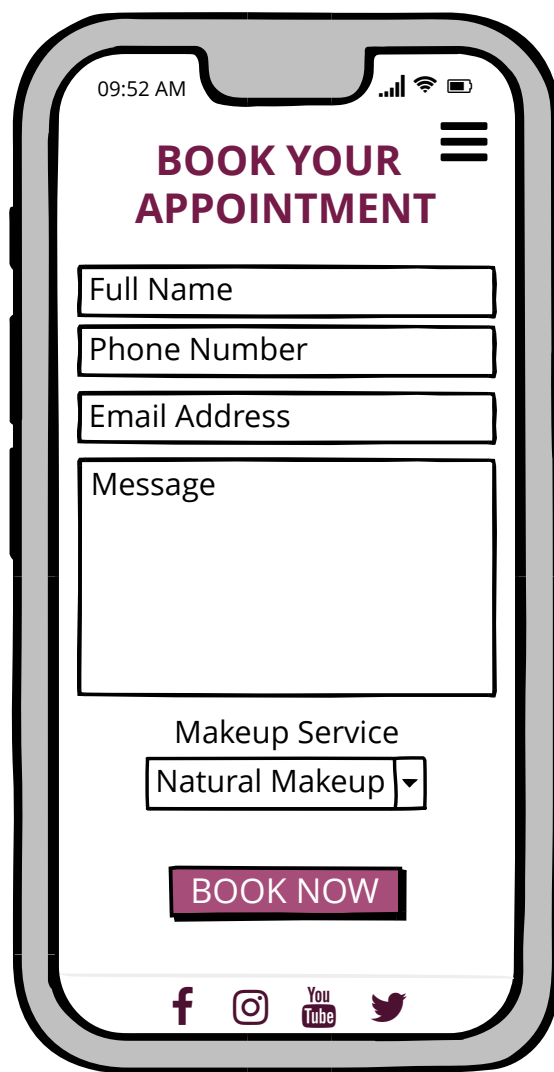 09:52 AM
BOOK YOUR
APPOINTMENT
Full Name
Phone Number
Email Address
Message
Makeup Service
Natural Makeup
BOOK NOW
You
Tube